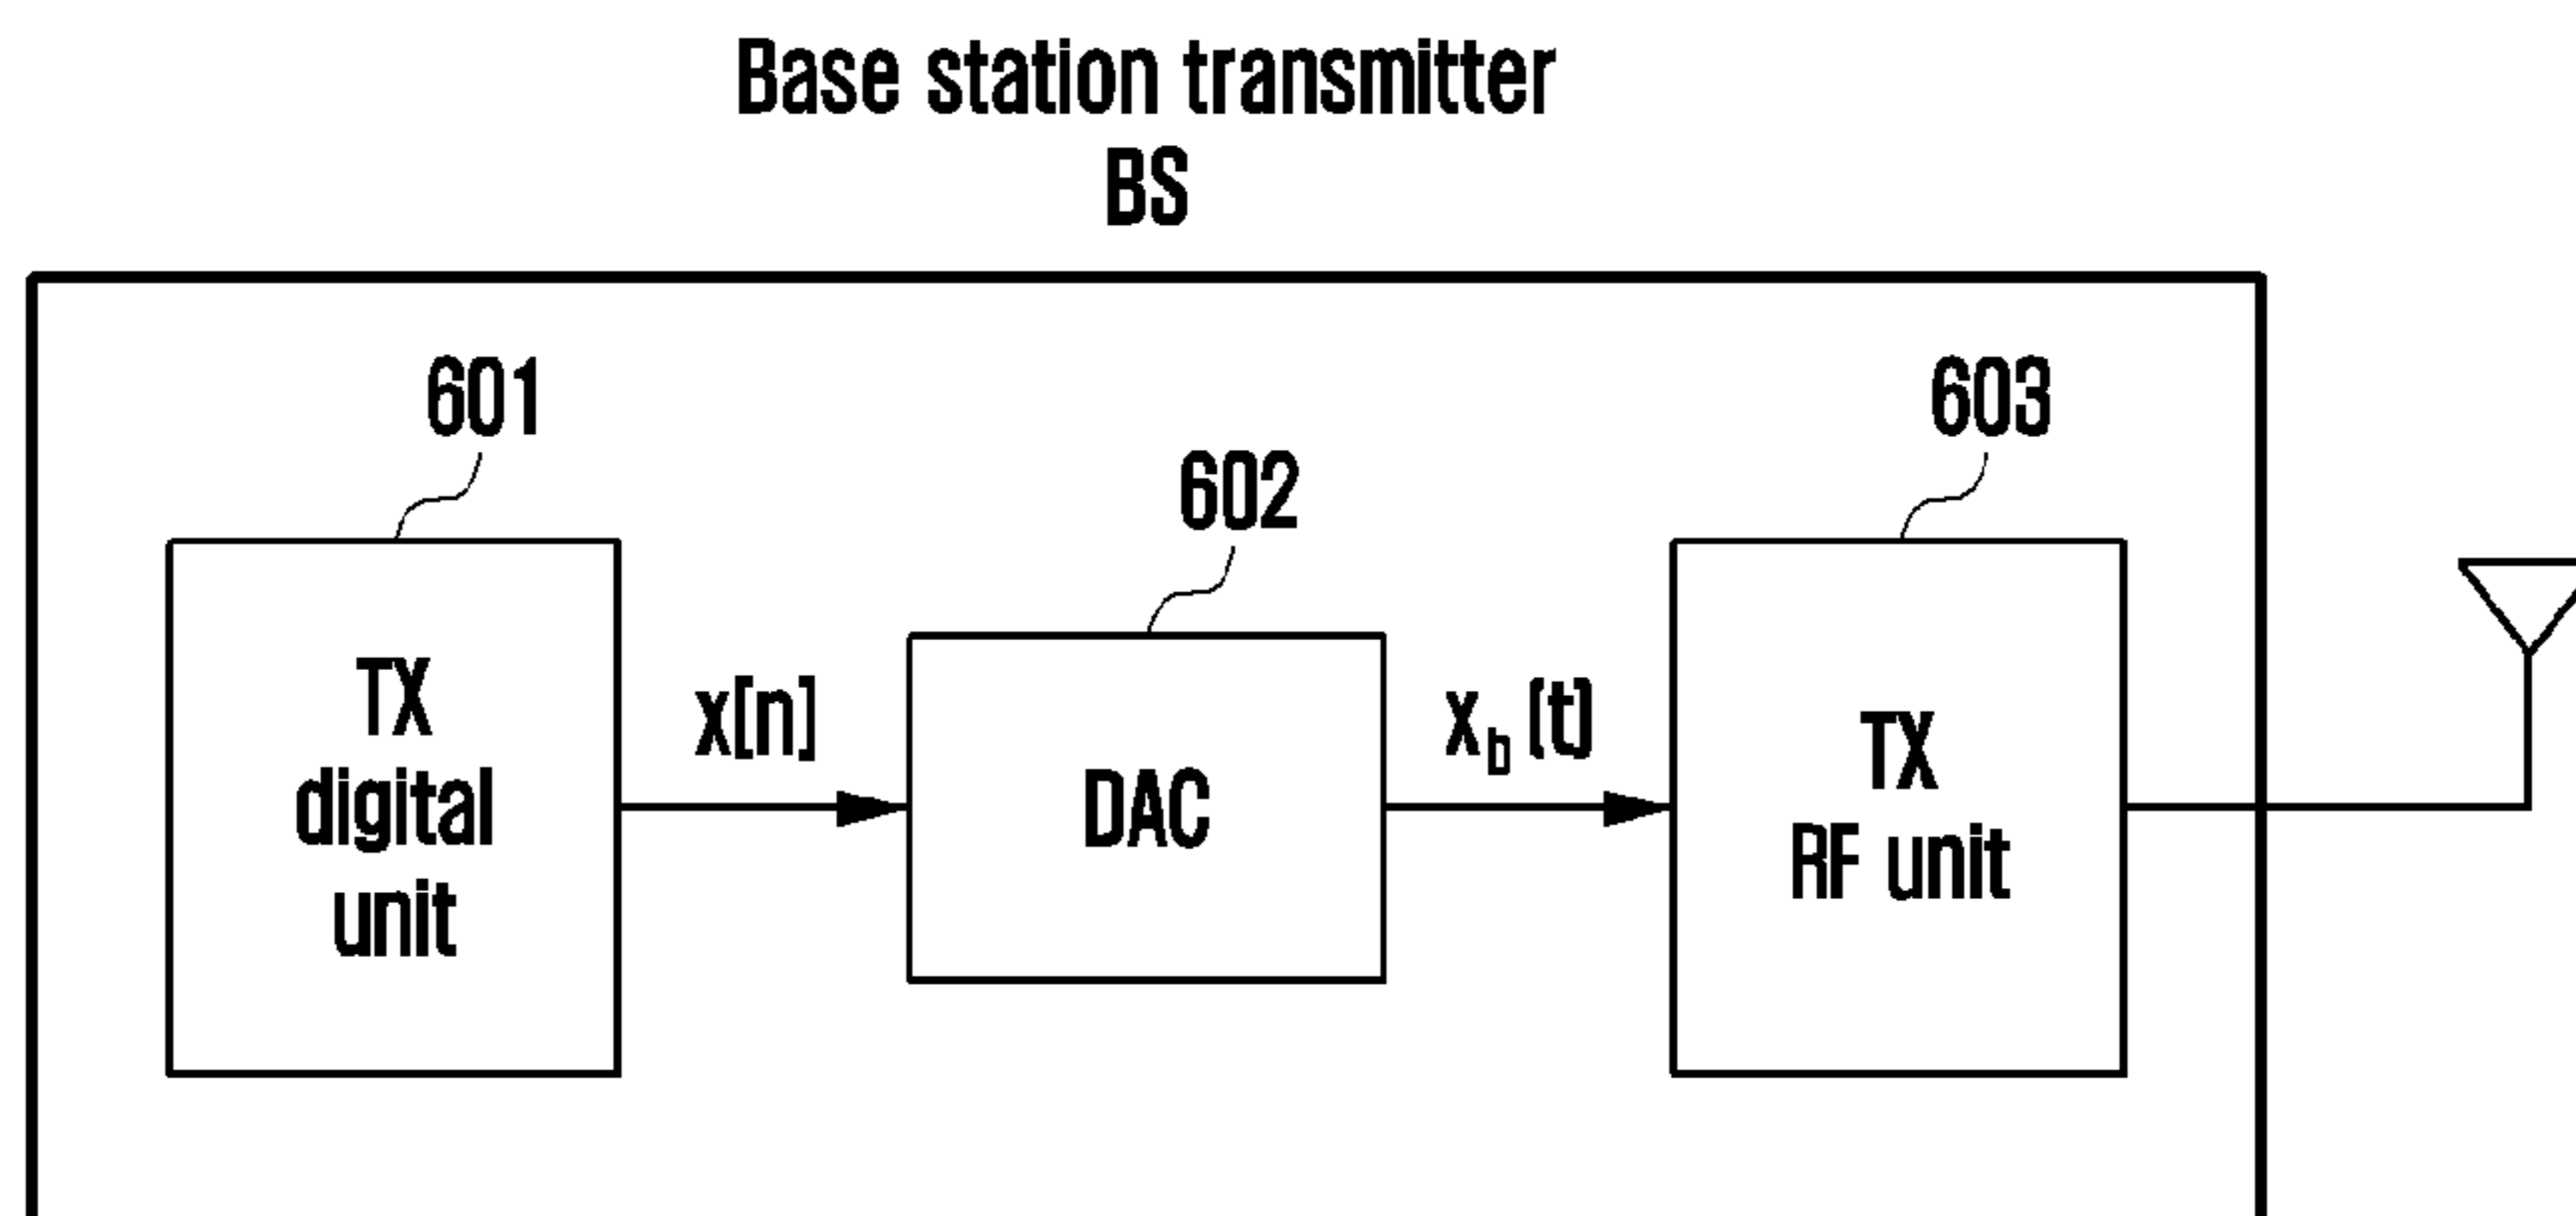 Base station transmitter
BS
601
602
603
TX
digital
unit
x[n]
DAC
x_b (t)
TX
RF unit